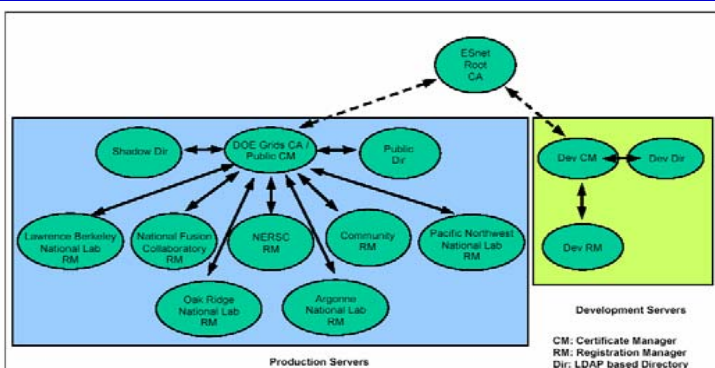 ESnet
Root
CA
Shadow Dir
DOE Grids CA /
Public CM
Public
Dir
Dev CM
Dev Dir
Lawrence Berkeley
National Lab
RM
National Fusion
Collaboratory
RM
NERSC
RM
Community
RM
Pacific Northwest
National Lab
RM
Dev RM
Oak Ridge
National Lab
RM
Argonne
National Lab
RM
Development Servers
Production Servers
CM: Certificate Manager
RM: Registration Manager
Dir: LDAP based Directory